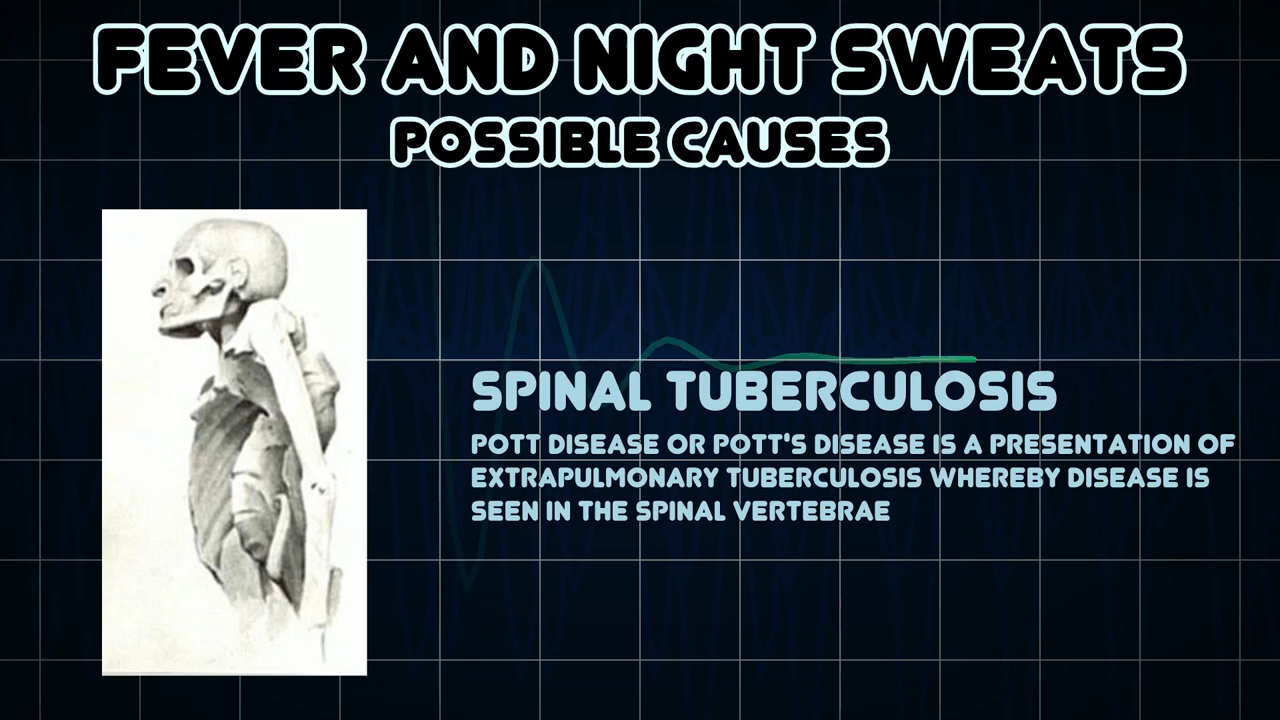 FEVER AND NIGHT SWEATS
POSSIBLE CAUSES
SPINAL TUBERCULOSIS
POTT DISEASE OR POTT'S DISEASE IS A PRESENTATION OF
EXTRAPULMONARY TUBERCULOSIS WHEREBY DISEASE IS
SEEN IN THE SPINAL VERTEBRAE